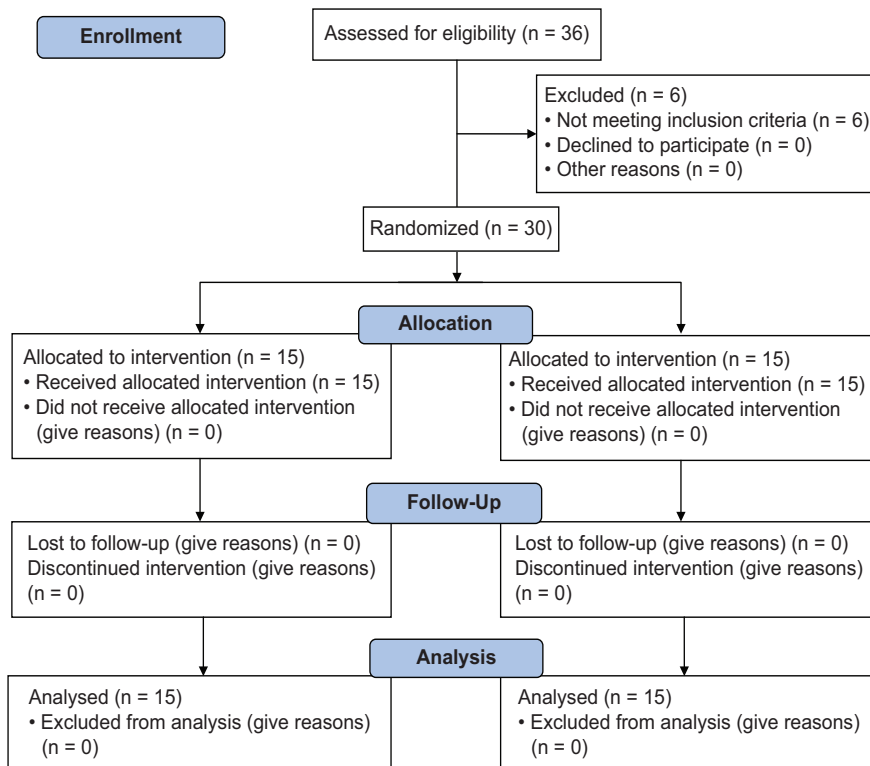 Enrollment
Assessed for eligibility (n = 36)
Excluded (n = 6)
• Not meeting inclusion criteria (n = 6)
• Declined to participate (n = 0)
• Other reasons (n = 0)
Randomized (n = 30)
Allocation
Allocated to intervention (n = 15)
• Received allocated intervention (n = 15)
• Did not receive allocated intervention
(give reasons) (n = 0)
Allocated to intervention (n = 15)
• Received allocated intervention (n = 15)
• Did not receive allocated intervention
(give reasons) (n = 0)
Follow-Up
Lost to follow-up (give reasons) (n = 0)
Discontinued intervention (give reasons)
(n = 0)
Lost to follow-up (give reasons) (n = 0)
Discontinued intervention (give reasons)
(n = 0)
Analysis
Analysed (n = 15)
• Excluded from analysis (give reasons)
(n = 0)
Analysed (n = 15)
• Excluded from analysis (give reasons)
(n = 0)